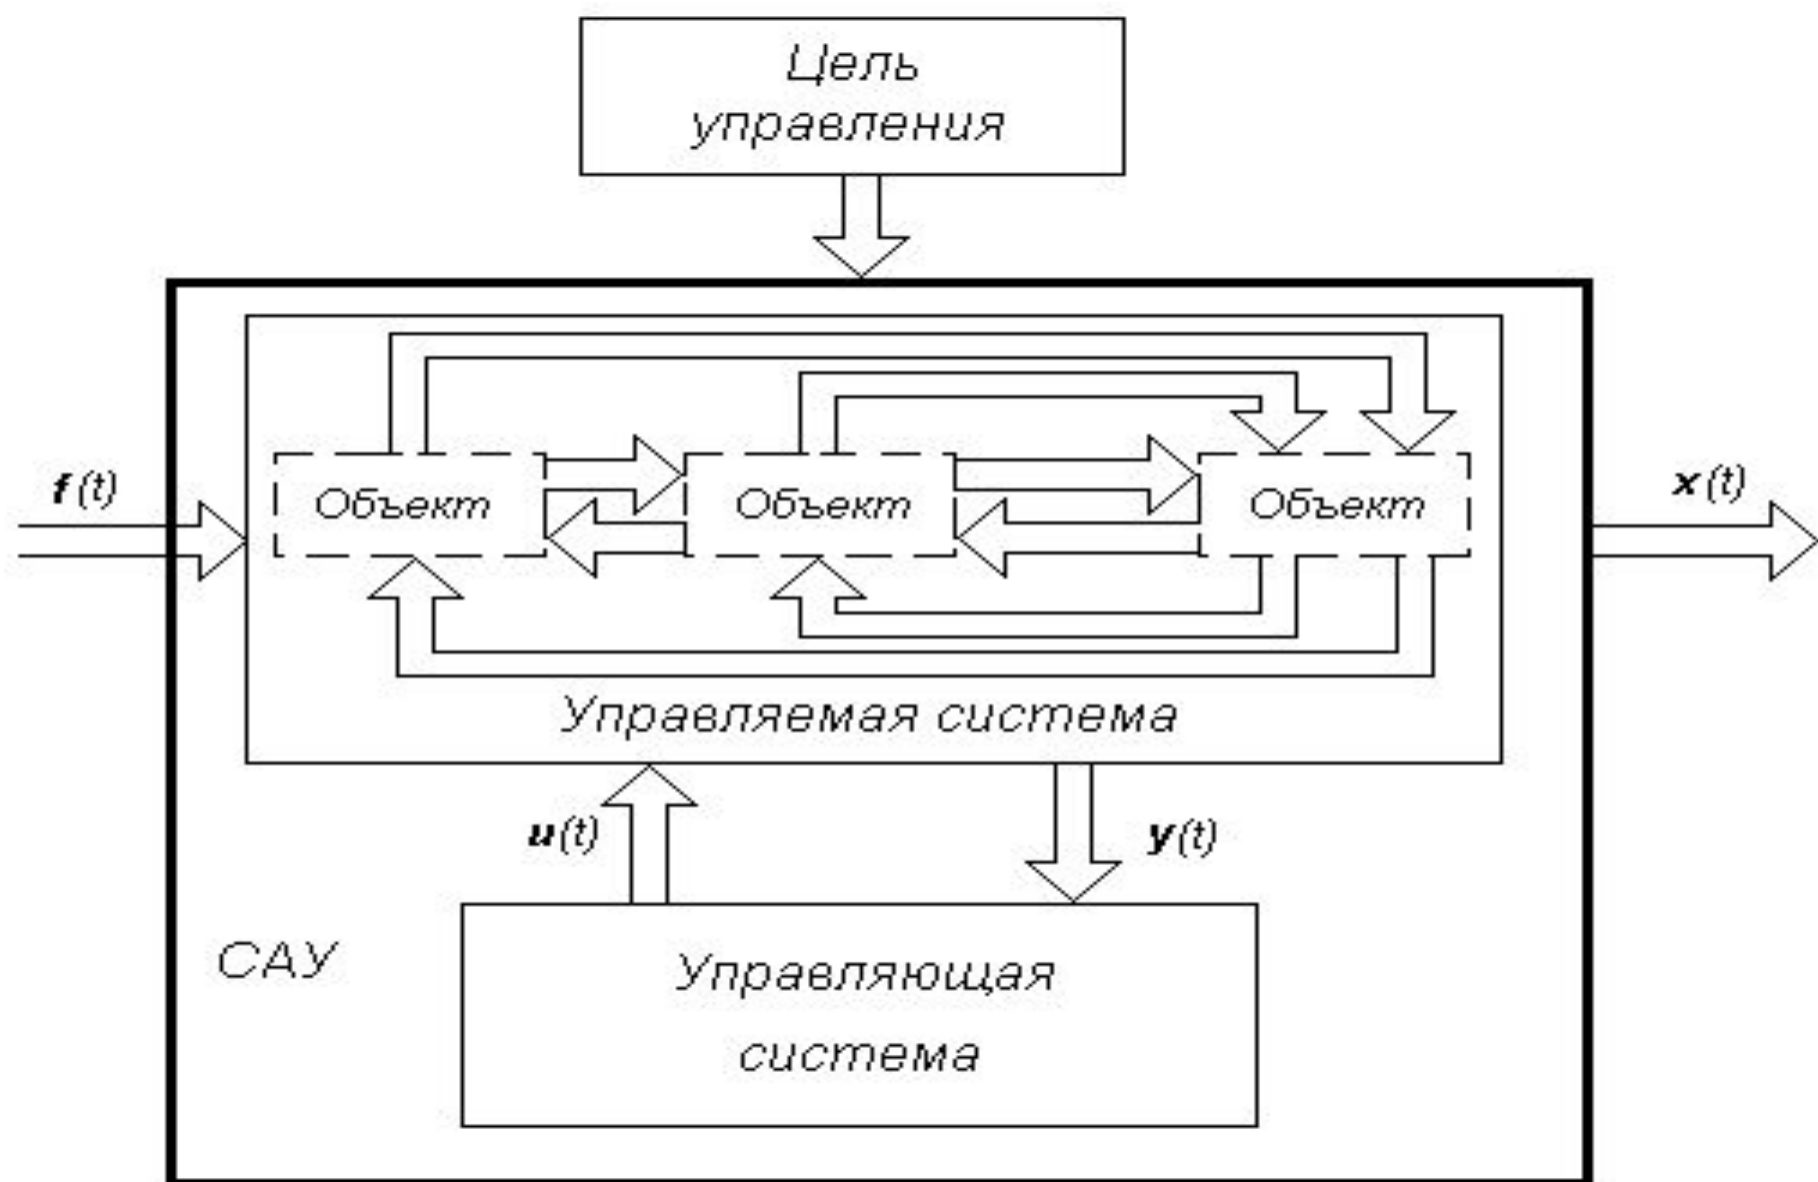 Цель
управления
f(t)
Объект
Объект
Объект
x(t)
Управляемая система
u(t)
y(t)
САУ
Управляющая
система